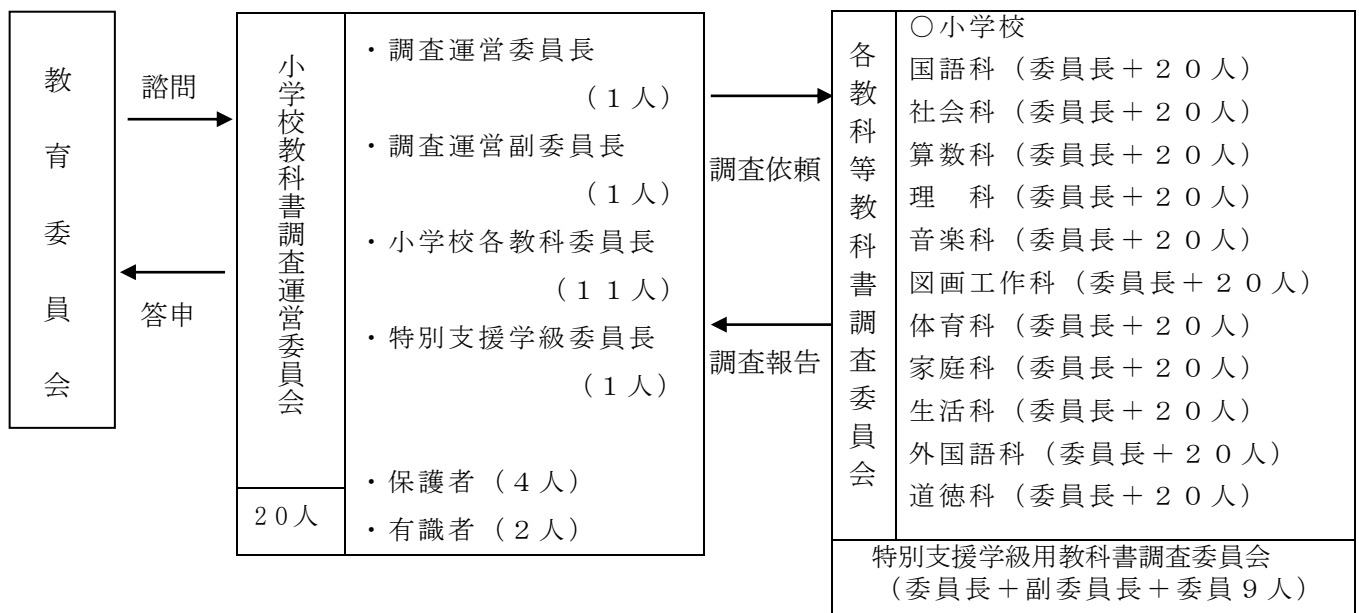 教育委員会
諮問
答申
小学校教科書調査運営委員会
20人
・調査運営委員長
（1人）
・調査運営副委員長
（1人）
・小学校各教科委員長
（11人）
・特別支援学級委員長
（1人）
・保護者（4人）
・有識者（2人）
調査依頼
調査報告
各教科等教科書調査委員会
○小学校
国語科（委員長＋20人）
社会科（委員長＋20人）
算数科（委員長＋20人）
理　科（委員長＋20人）
音楽科（委員長＋20人）
図画工作科（委員長＋20人）
体育科（委員長＋20人）
家庭科（委員長＋20人）
生活科（委員長＋20人）
外国語科（委員長＋20人）
道徳科（委員長＋20人）
特別支援学級用教科書調査委員会
（委員長＋副委員長＋委員9人）